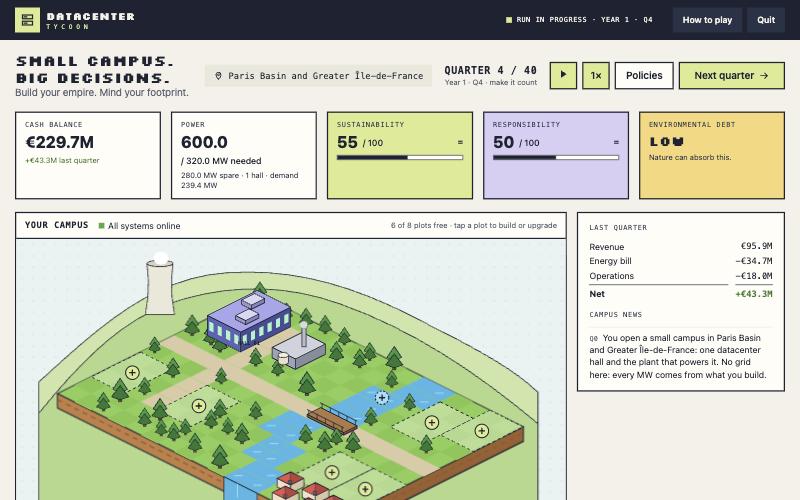 DATACENTER
TYCOON
RUN IN PROGRESS · YEAR 1 · Q4
How to play
Quit
SMALL CAMPUS.
BIG DECISIONS.
Build your empire. Mind your footprint.
Paris Basin and Greater Île-de-France
QUARTER 4 / 40
Year 1 · Q4 · make it count
1×
Policies
Next quarter →
CASH BALANCE
€229.7M
+€43.3M last quarter
POWER
600.0
/ 320.0 MW needed
280.0 MW spare · 1 hall · demand
239.4 MW
SUSTAINABILITY
55 / 100 =
RESPONSIBILITY
50 / 100 =
ENVIRONMENTAL DEBT
LOW
Nature can absorb this.
YOUR CAMPUS
All systems online
6 of 8 plots free · tap a plot to build or upgrade
LAST QUARTER
Revenue €95.9M
Energy bill −€34.7M
Operations −€18.0M
Net +€43.3M
CAMPUS NEWS
Q0 You open a small campus in Paris Basin
and Greater Île-de-France: one datacenter
hall and the plant that powers it. No grid
here: every MW comes from what you build.